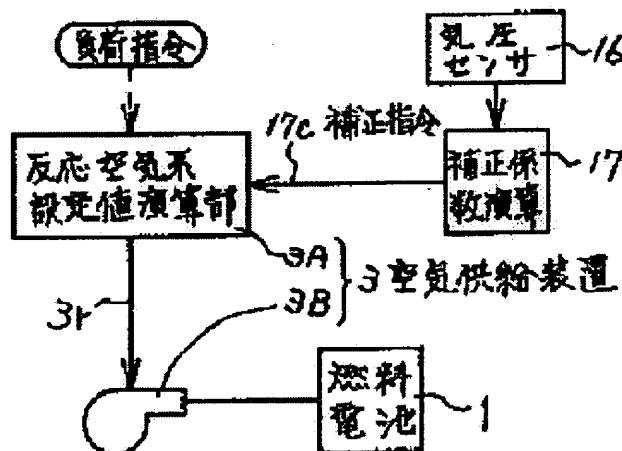 負荷指令
気圧
センサ
16
17c 補正指令
反応空気系
設定値演算部
補正係
数演算
17
3A
3B
3 空気供給装置
3r
燃料
電池
1